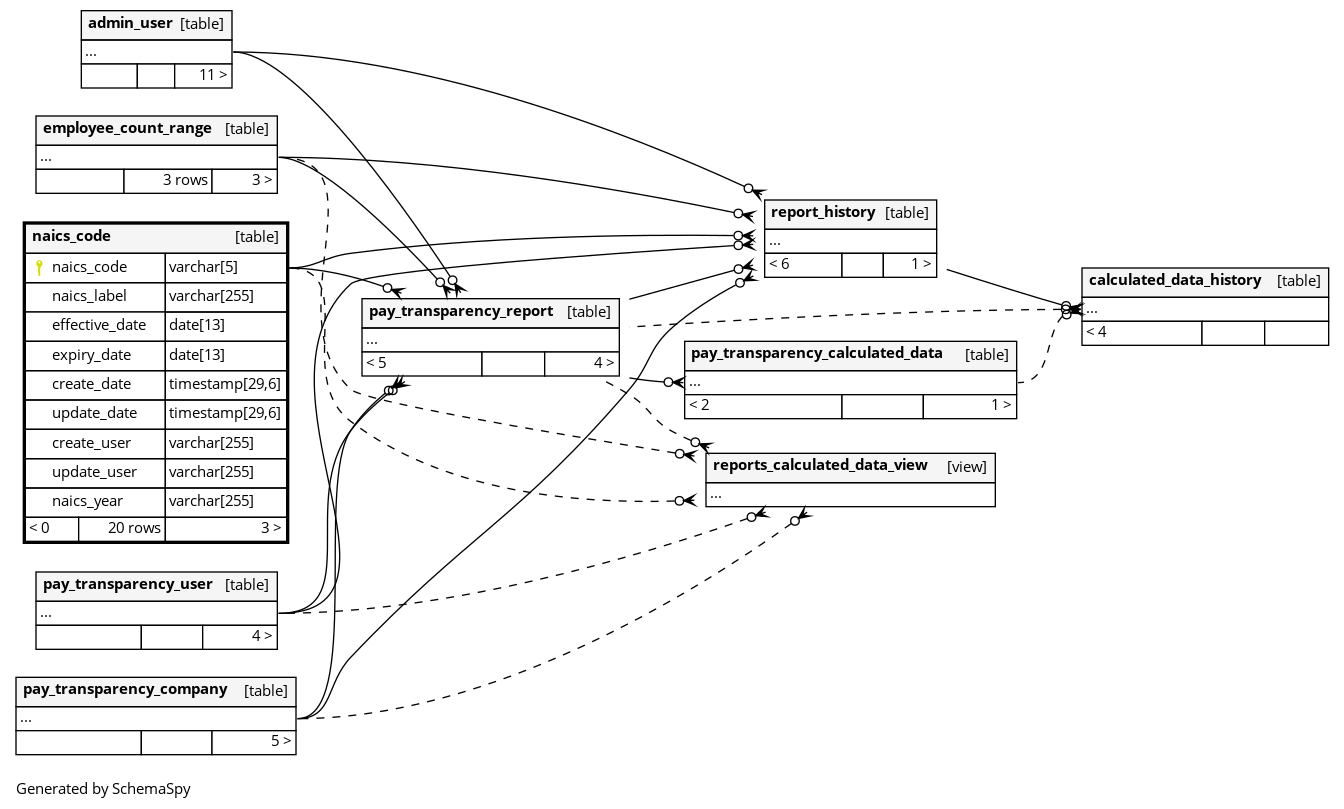 admin_user [table]
...
11 >
employee_count_range [table]
...
3 rows 3 >
naics_code [table]
naics_code varchar[5]
naics_label varchar[255]
effective_date date[13]
expiry_date date[13]
create_date timestamp[29,6]
update_date timestamp[29,6]
create_user varchar[255]
update_user varchar[255]
naics_year varchar[255]
< 0 20 rows 3 >
pay_transparency_user [table]
...
4 >
pay_transparency_company [table]
...
5 >
pay_transparency_report [table]
...
< 5 4 >
report_history [table]
...
< 6 1 >
pay_transparency_calculated_data [table]
...
< 2 1 >
reports_calculated_data_view [view]
...
calculated_data_history [table]
...
< 4
Generated by SchemaSpy